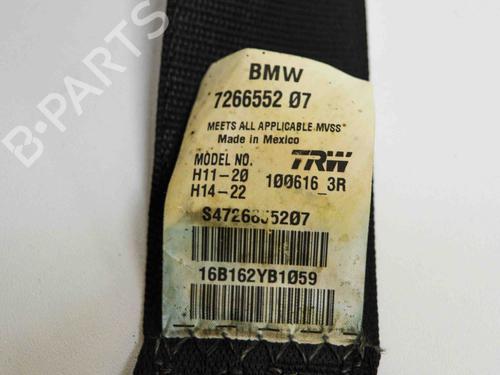 BMW
7266552 07
MEETS ALL APPLICABLE MVSS*
Made in Mexico
MODEL NO.
TRW
H11-20
100616_3R
H14-22
16B162YB1059
B-PARTS